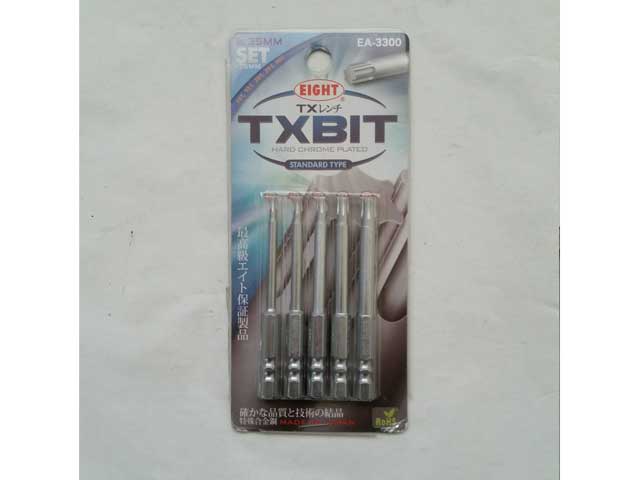 6.35MM
EA-3300
SET
EIGHT
®
TXレンチ
TXBIT
HARD CHROME PLATED
STANDARD TYPE
最高級エイト保証製品
確かな品質と技術の結晶
特殊合金鋼 MADE IN JAPAN
RoHS